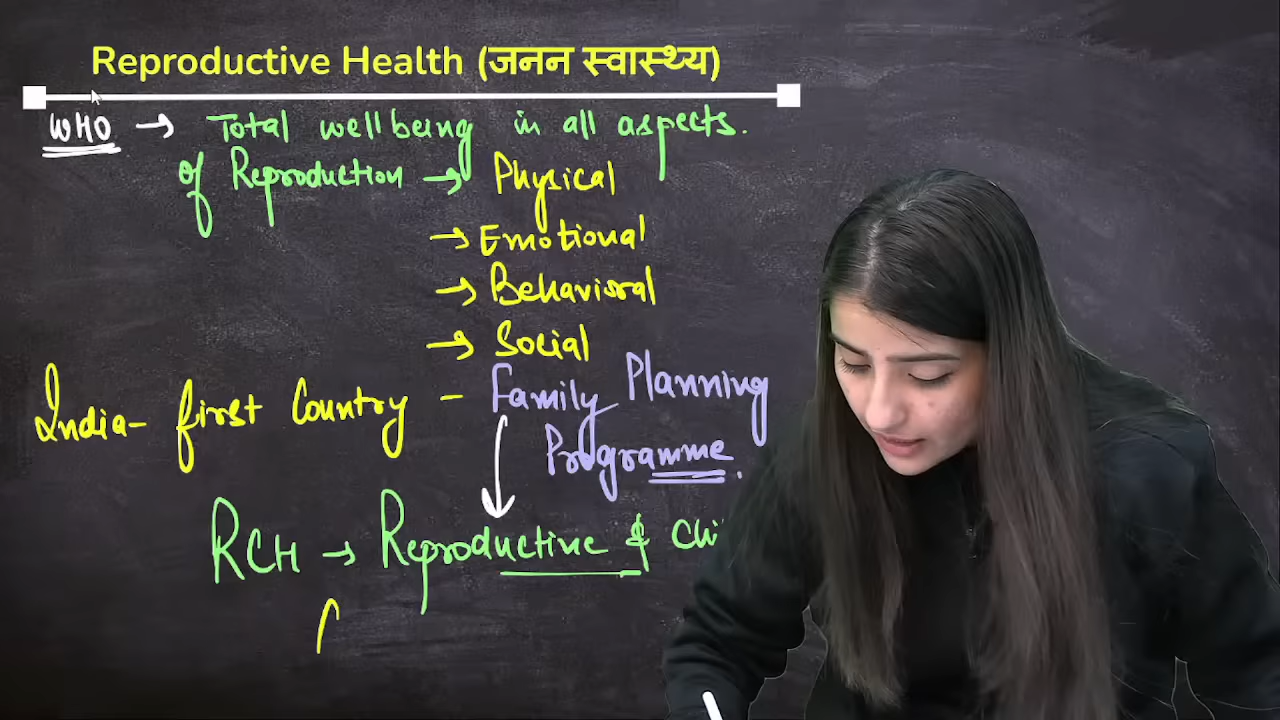 Reproductive Health (जनन स्वास्थ्य)
WHO → Total wellbeing in all aspects.
of Reproduction → Physical
→ Emotional
→ Behavioral
→ Social
India - first Country - Family Planning
Programme.
RCH → Reproductive & Chi